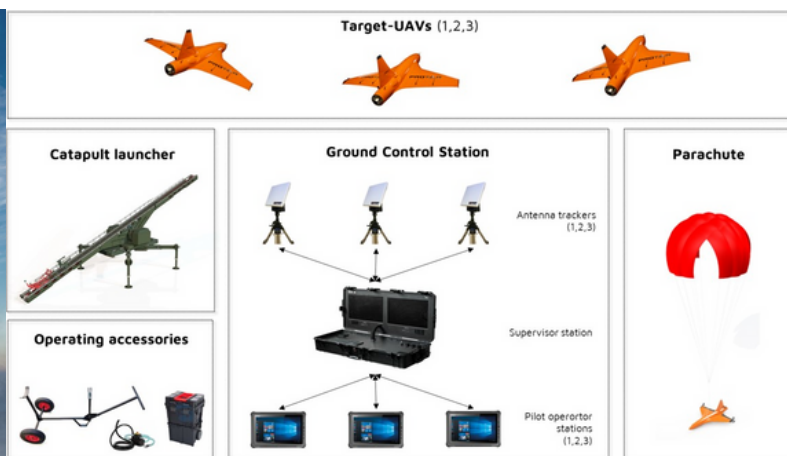 Target-UAVs (1,2,3)
Catapult launcher
Ground Control Station
Parachute
Antenna trackers
(1,2,3)
Supervisor station
Operating accessories
Pilot operortor
stations
(1,2,3)